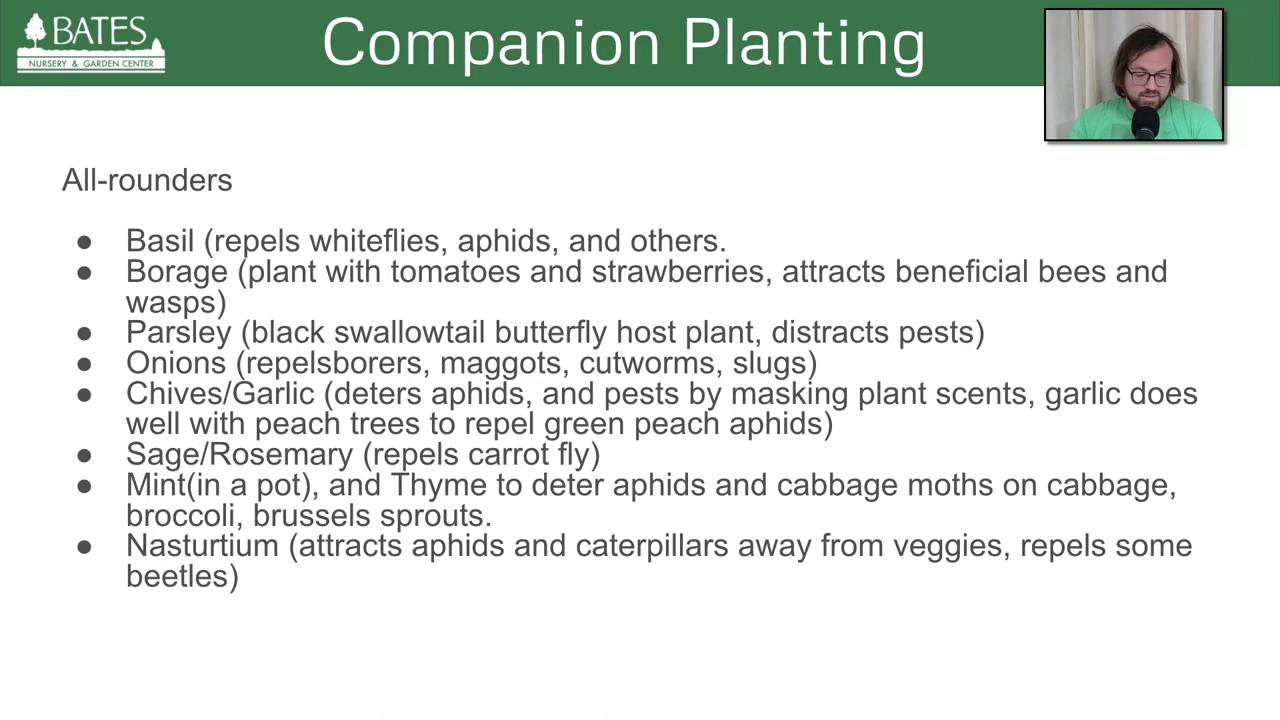 BATES
NURSERY & GARDEN CENTER
Companion Planting
All-rounders
● Basil (repels whiteflies, aphids, and others.
● Borage (plant with tomatoes and strawberries, attracts beneficial bees and
wasps)
● Parsley (black swallowtail butterfly host plant, distracts pests)
● Onions (repelsborers, maggots, cutworms, slugs)
● Chives/Garlic (deters aphids, and pests by masking plant scents, garlic does
well with peach trees to repel green peach aphids)
● Sage/Rosemary (repels carrot fly)
● Mint(in a pot), and Thyme to deter aphids and cabbage moths on cabbage,
broccoli, brussels sprouts.
● Nasturtium (attracts aphids and caterpillars away from veggies, repels some
beetles)